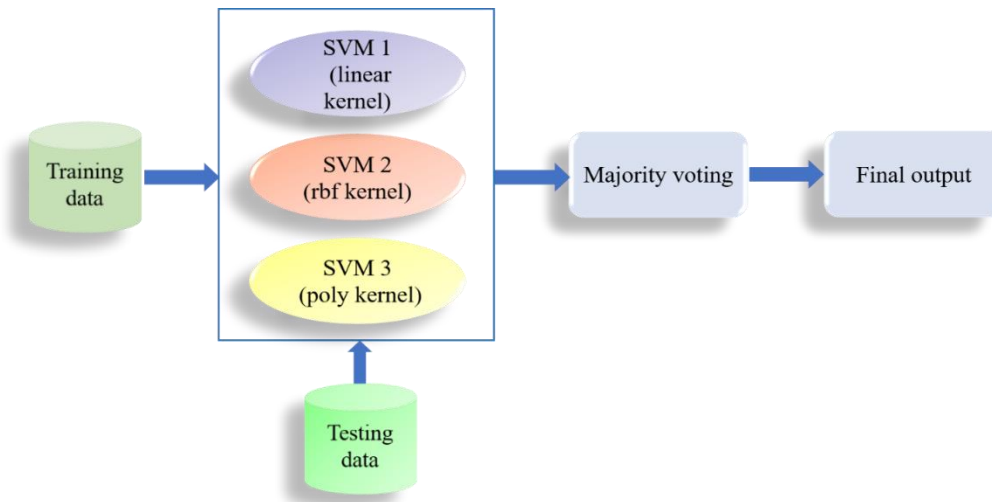 Training
data
SVM 1
(linear
kernel)
SVM 2
(rbf kernel)
SVM 3
(poly kernel)
Testing
data
Majority voting
Final output